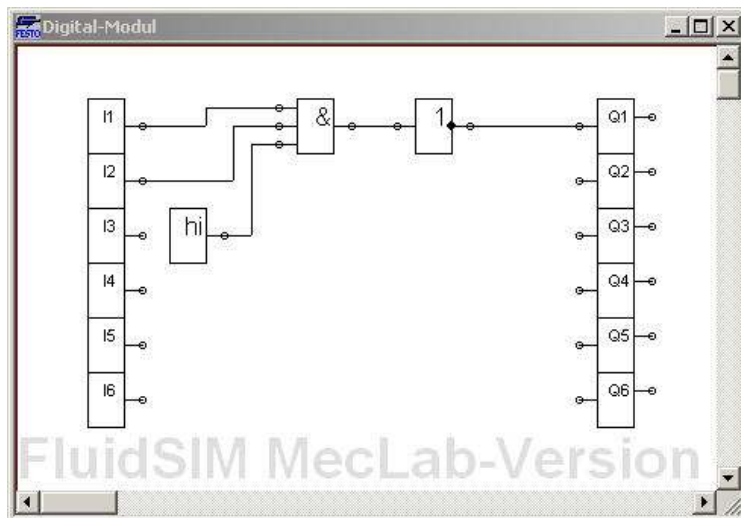 FESTO Digital-Modul
I1 & 1 Q1
I2 Q2
I3 hi Q3
I4 Q4
I5 Q5
I6 Q6
FluidSIM MecLab-Version